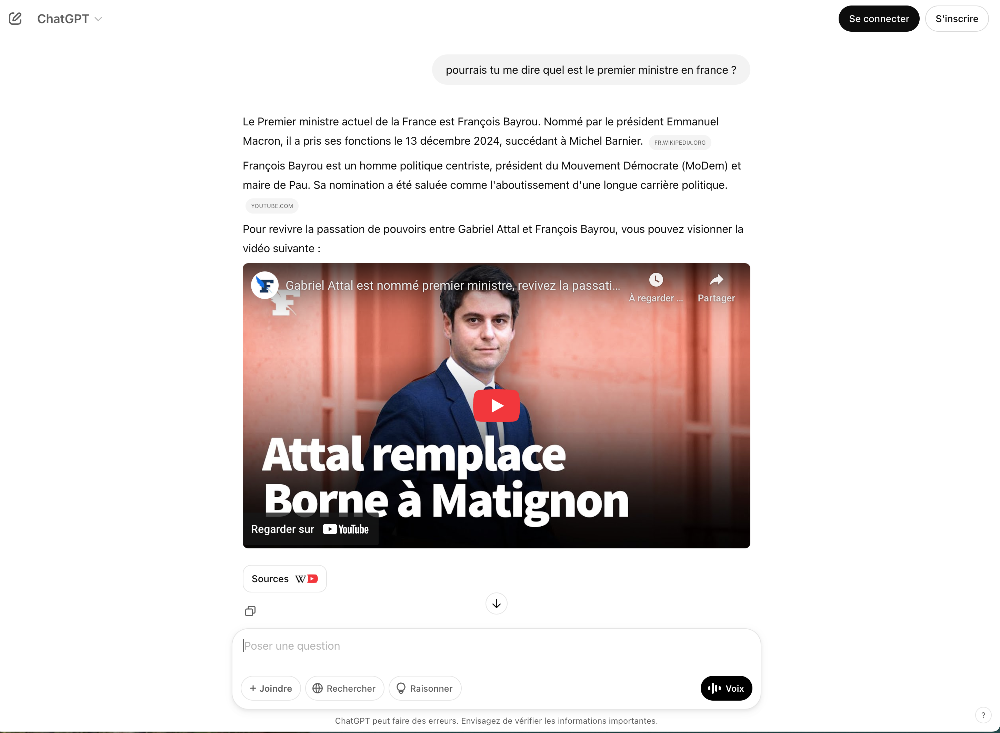 ChatGPT
Se connecter
S'inscrire
pourrais tu me dire quel est le premier ministre en france ?
Le Premier ministre actuel de la France est François Bayrou. Nommé par le président Emmanuel
Macron, il a pris ses fonctions le 13 décembre 2024, succédant à Michel Barnier. FR.WIKIPEDIA.ORG
François Bayrou est un homme politique centriste, président du Mouvement Démocrate (MoDem) et
maire de Pau. Sa nomination a été saluée comme l'aboutissement d'une longue carrière politique.
YOUTUBE.COM
Pour revivre la passation de pouvoirs entre Gabriel Attal et François Bayrou, vous pouvez visionner la
vidéo suivante :
F
Gabriel Attal est nommé premier ministre, revivez la passati...
À regarder ...
Partager
F
Attal remplace
Borne à Matignon
Regarder sur YouTube
Sources W
Poser une question
+ Joindre
Rechercher
Raisonner
Voix
ChatGPT peut faire des erreurs. Envisagez de vérifier les informations importantes.
?